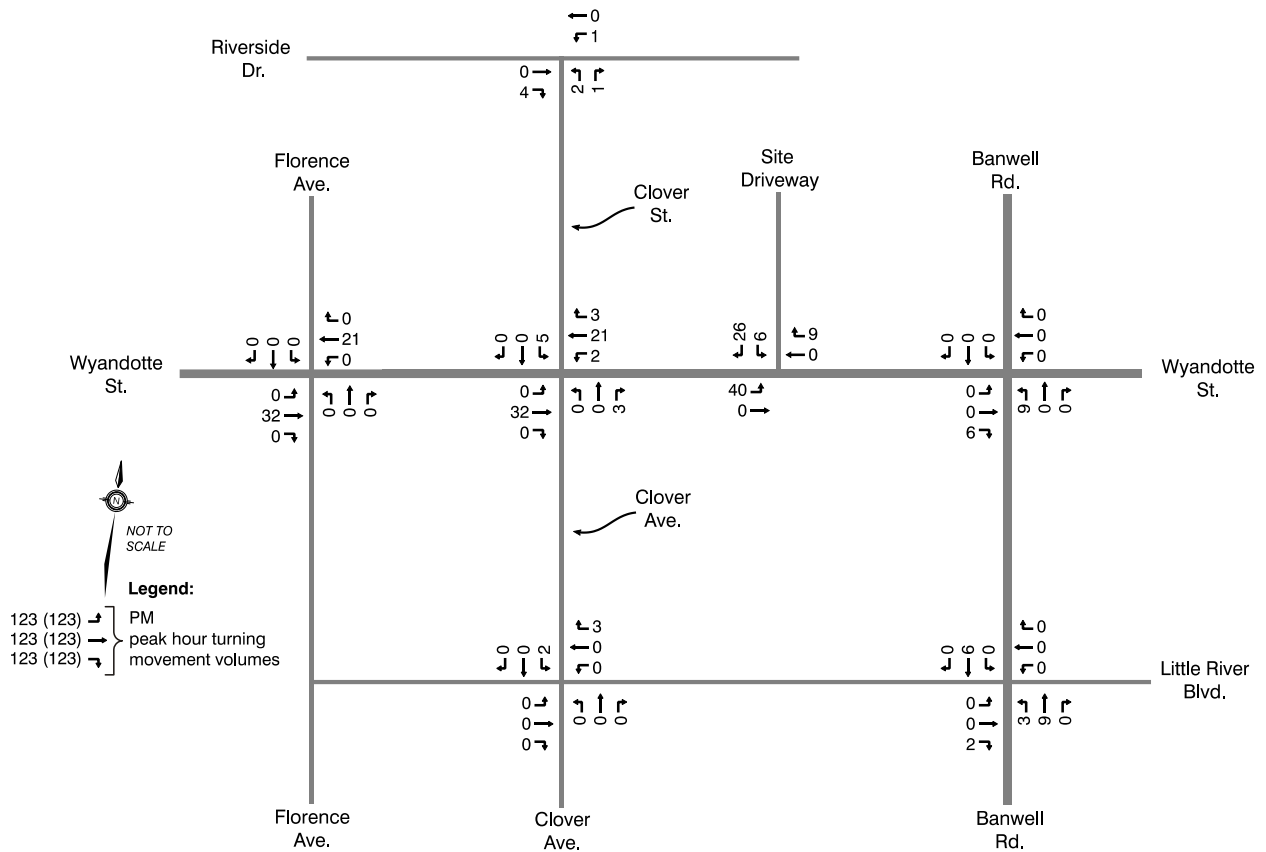 0
1
Riverside
Dr.
0
4
2 1
Florence
Ave.
Site
Driveway
Banwell
Rd.
Clover
St.
0
21
0
0 0 0
3
21
2
0 0 5
26 6
9
0
0
0
0
0 0 0
Wyandotte
St.
Wyandotte
St.
0
32
0
0 0 0
0
32
0
0 0 3
40
0
0
0
6
9 0 0
N
NOT TO
SCALE
Clover
Ave.
Legend:
123 (123)
123 (123)
123 (123)
PM
peak hour turning
movement volumes
3
0
0
0 0 2
0
0
0
0 6 0
Little River
Blvd.
0
0
0
0 0 0
0
0
2
3 9 0
Florence
Ave.
Clover
Ave.
Banwell
Rd.